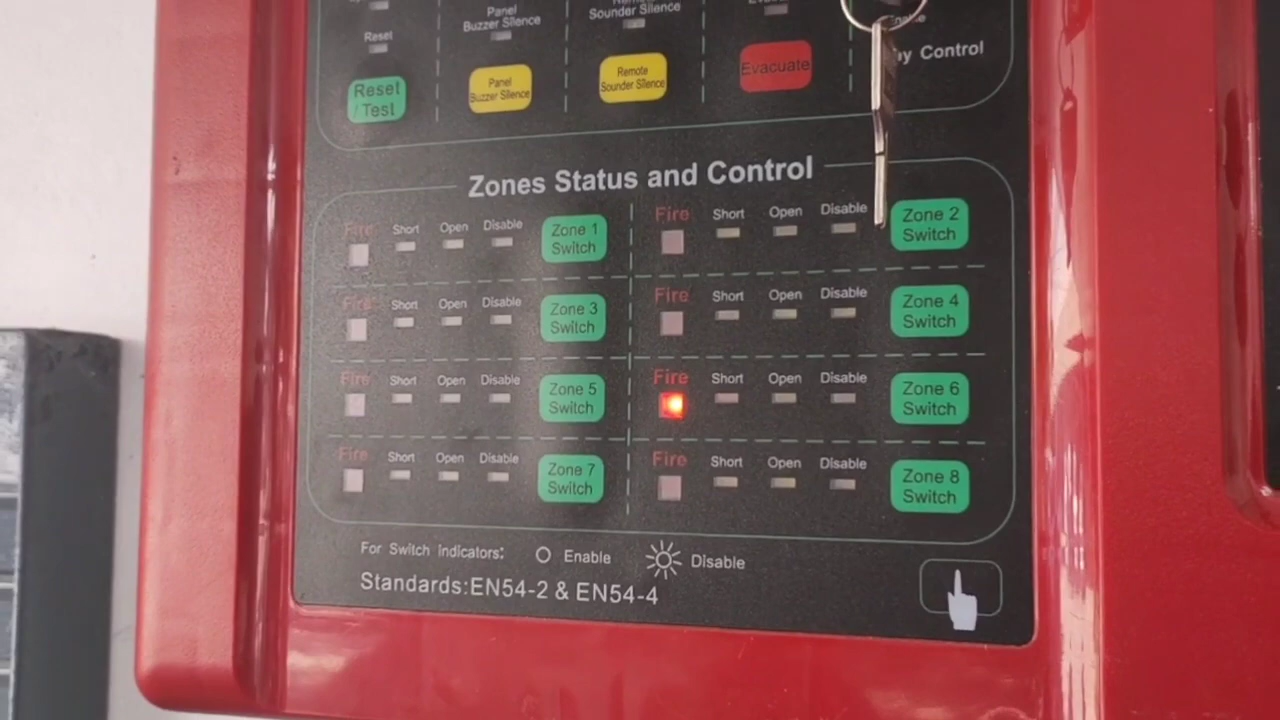 Reset
Panel
Buzzer Silence
Sounder Silence
Reset
/Test
Panel
Buzzer Silence
Remote
Sounder Silence
Evacuate
Control
Zones Status and Control
Fire Short Open Disable Zone 1 Switch
Fire Short Open Disable Zone 2 Switch
Fire Short Open Disable Zone 3 Switch
Fire Short Open Disable Zone 4 Switch
Fire Short Open Disable Zone 5 Switch
Fire Short Open Disable Zone 6 Switch
Fire Short Open Disable Zone 7 Switch
Fire Short Open Disable Zone 8 Switch
For Switch indicators: Enable Disable
Standards:EN54-2 & EN54-4